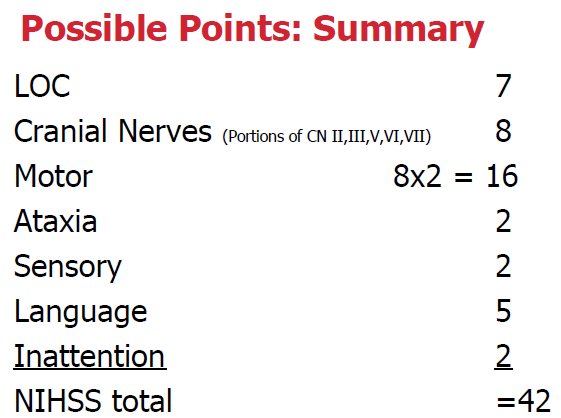 Possible Points: Summary
LOC 7
Cranial Nerves (Portions of CN II,III,V,VI,VII) 8
Motor 8x2 = 16
Ataxia 2
Sensory 2
Language 5
Inattention 2
NIHSS total =42